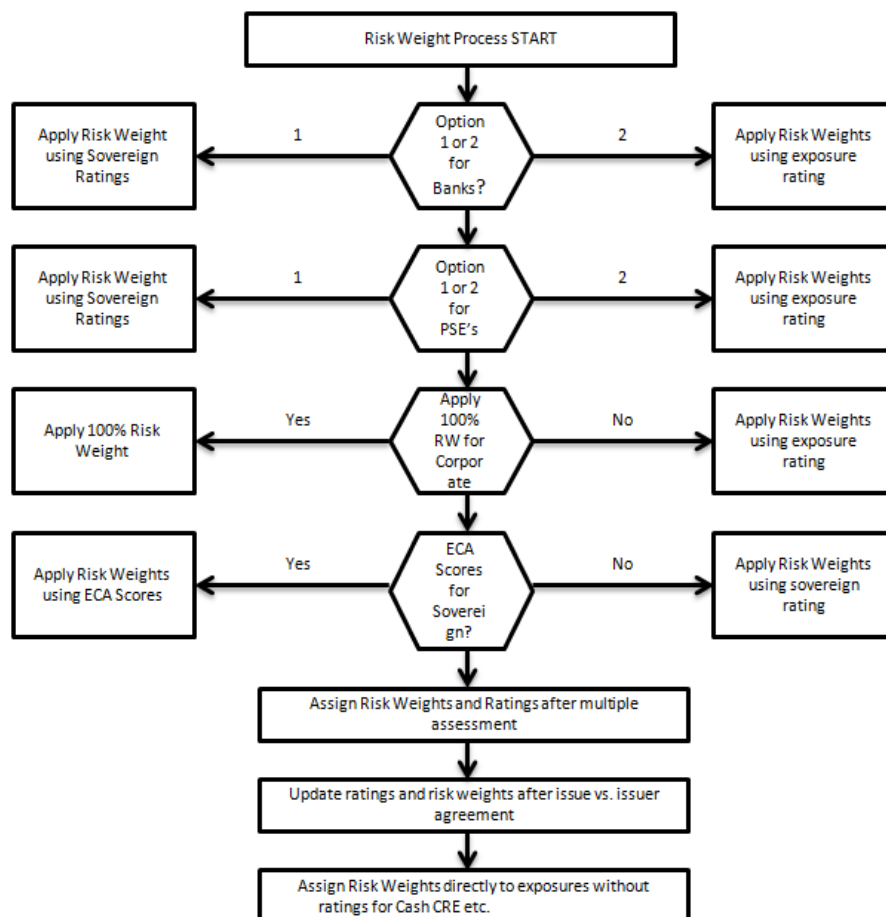 Risk Weight Process START
Apply Risk Weight
using Sovereign
Ratings
1
Option
1 or 2
for
Banks?
2
Apply Risk Weights
using exposure
rating
Apply Risk Weight
using Sovereign
Ratings
1
Option
1 or 2
for
PSE's
2
Apply Risk Weights
using exposure
rating
Apply 100% Risk
Weight
Yes
Apply
100%
RW for
Corpor
ate
No
Apply Risk Weights
using exposure
rating
Apply Risk Weights
using ECA Scores
Yes
ECA
Scores
for
Soverei
gn?
No
Apply Risk Weights
using sovereign
rating
Assign Risk Weights and Ratings after multiple
assessment
Update ratings and risk weights after issue vs. issuer
agreement
Assign Risk Weights directly to exposures without
ratings for Cash CRE etc.